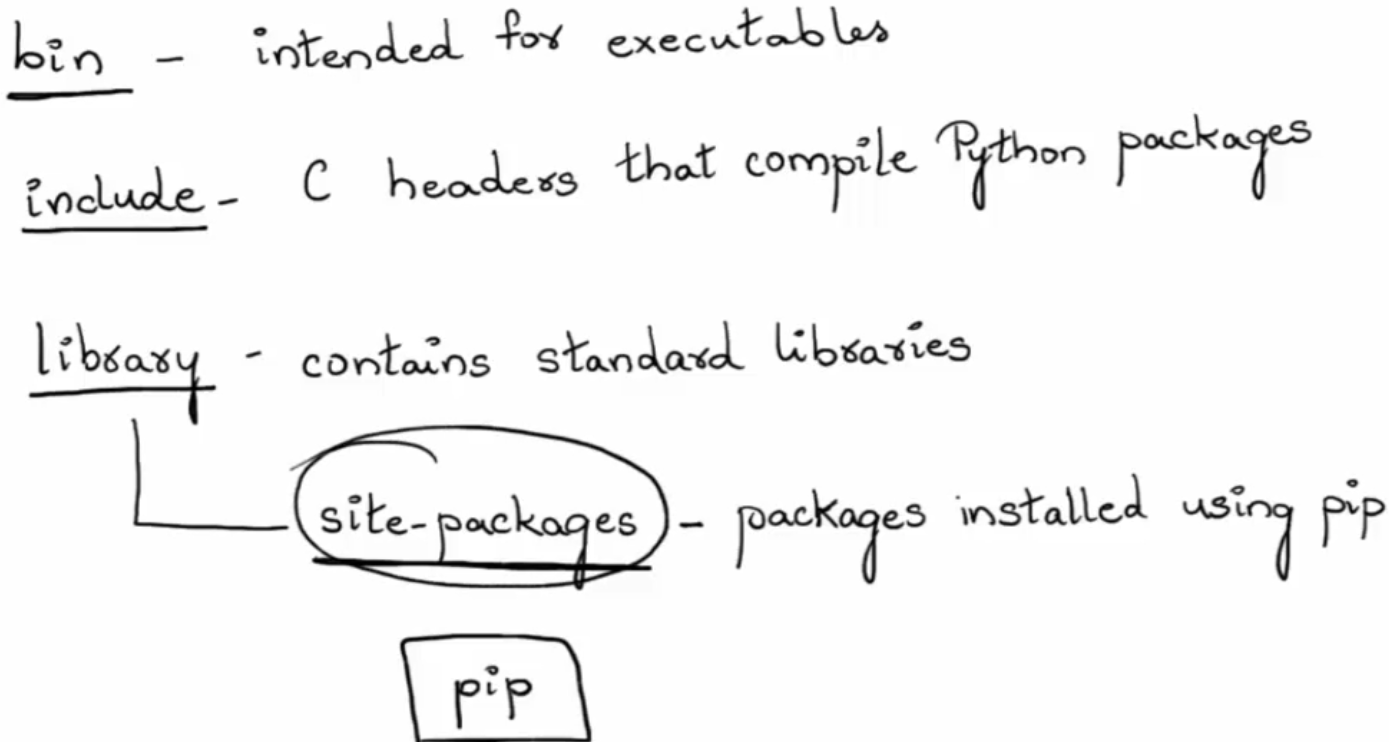 bin - intended for executables
include - C headers that compile Python packages
library - contains standard libraries
site-packages - packages installed using pip
pip